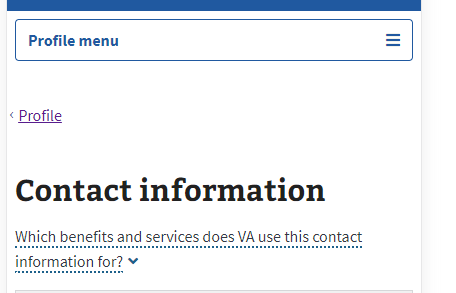 Profile menu
‹ Profile
Contact information
Which benefits and services does VA use this contact
information for?